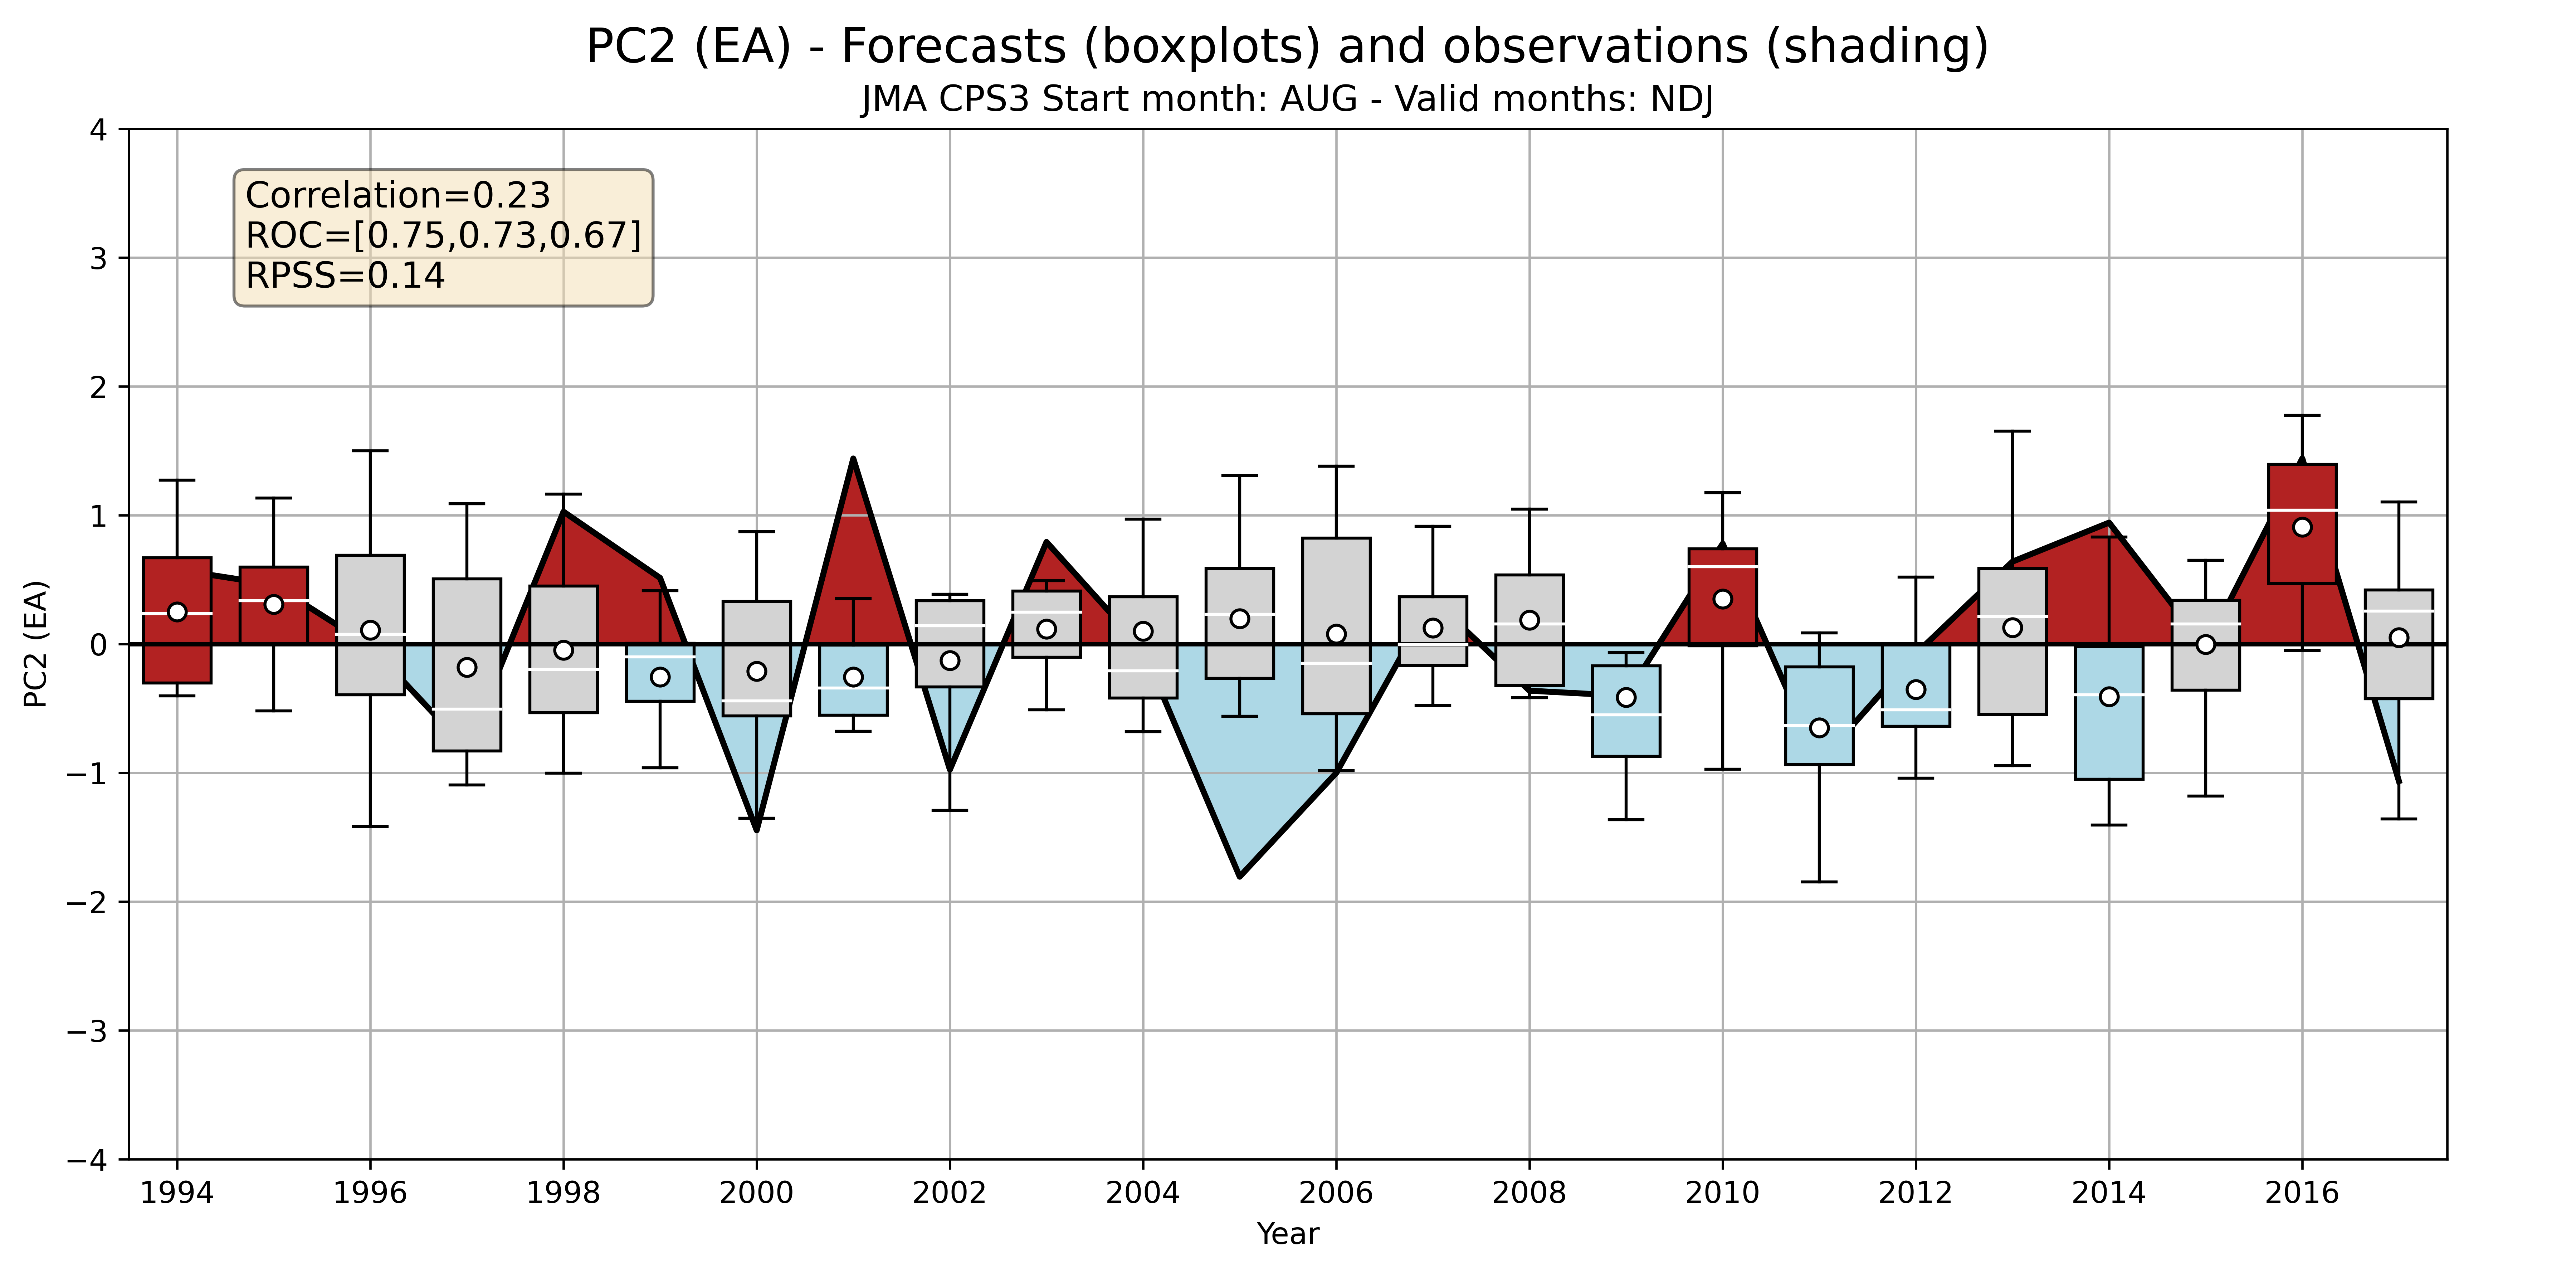 PC2 (EA) - Forecasts (boxplots) and observations (shading)
JMA CPS3 Start month: AUG - Valid months: NDJ
Correlation=0.23
ROC=[0.75,0.73,0.67]
RPSS=0.14
PC2 (EA)
4
3
2
1
0
−1
−2
−3
−4
1994 1996 1998 2000 2002 2004 2006 2008 2010 2012 2014 2016
Year